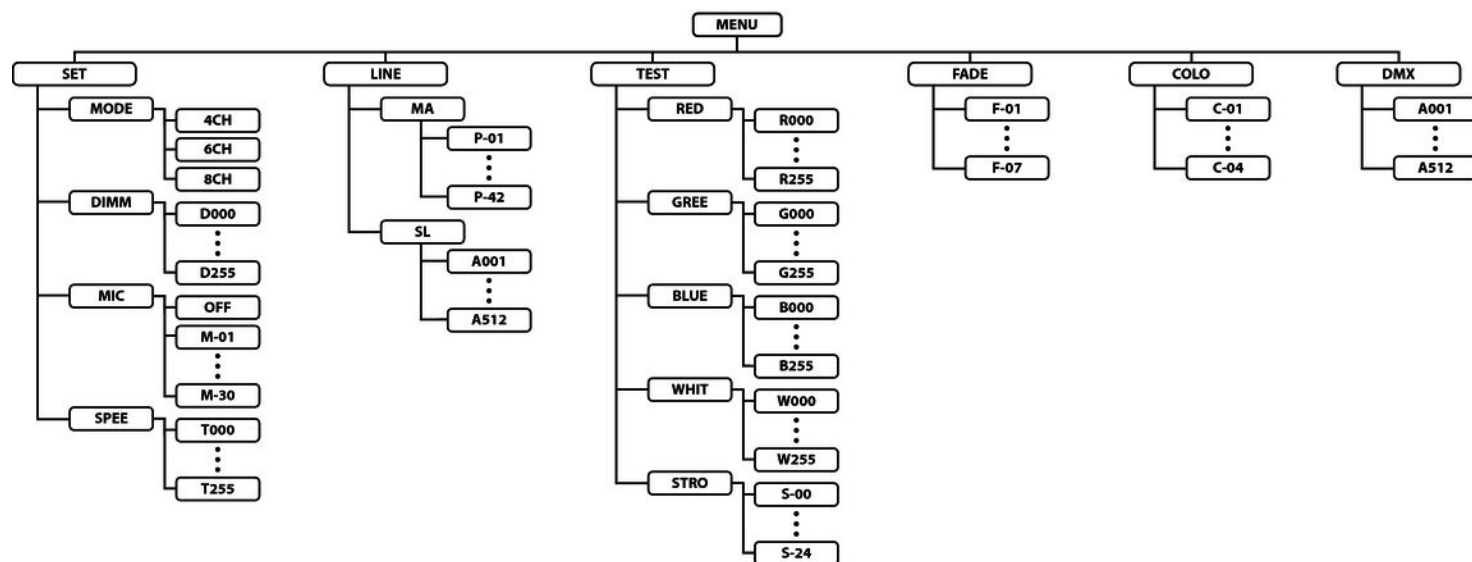 MENU
SET
MODE
4CH
6CH
8CH
DIMM
D000
D255
MIC
OFF
M-01
M-30
SPEE
T000
T255
LINE
MA
P-01
P-42
SL
A001
A512
TEST
RED
R000
R255
GREE
G000
G255
BLUE
B000
B255
WHIT
W000
W255
STRO
S-00
S-24
FADE
F-01
F-07
COLO
C-01
C-04
DMX
A001
A512